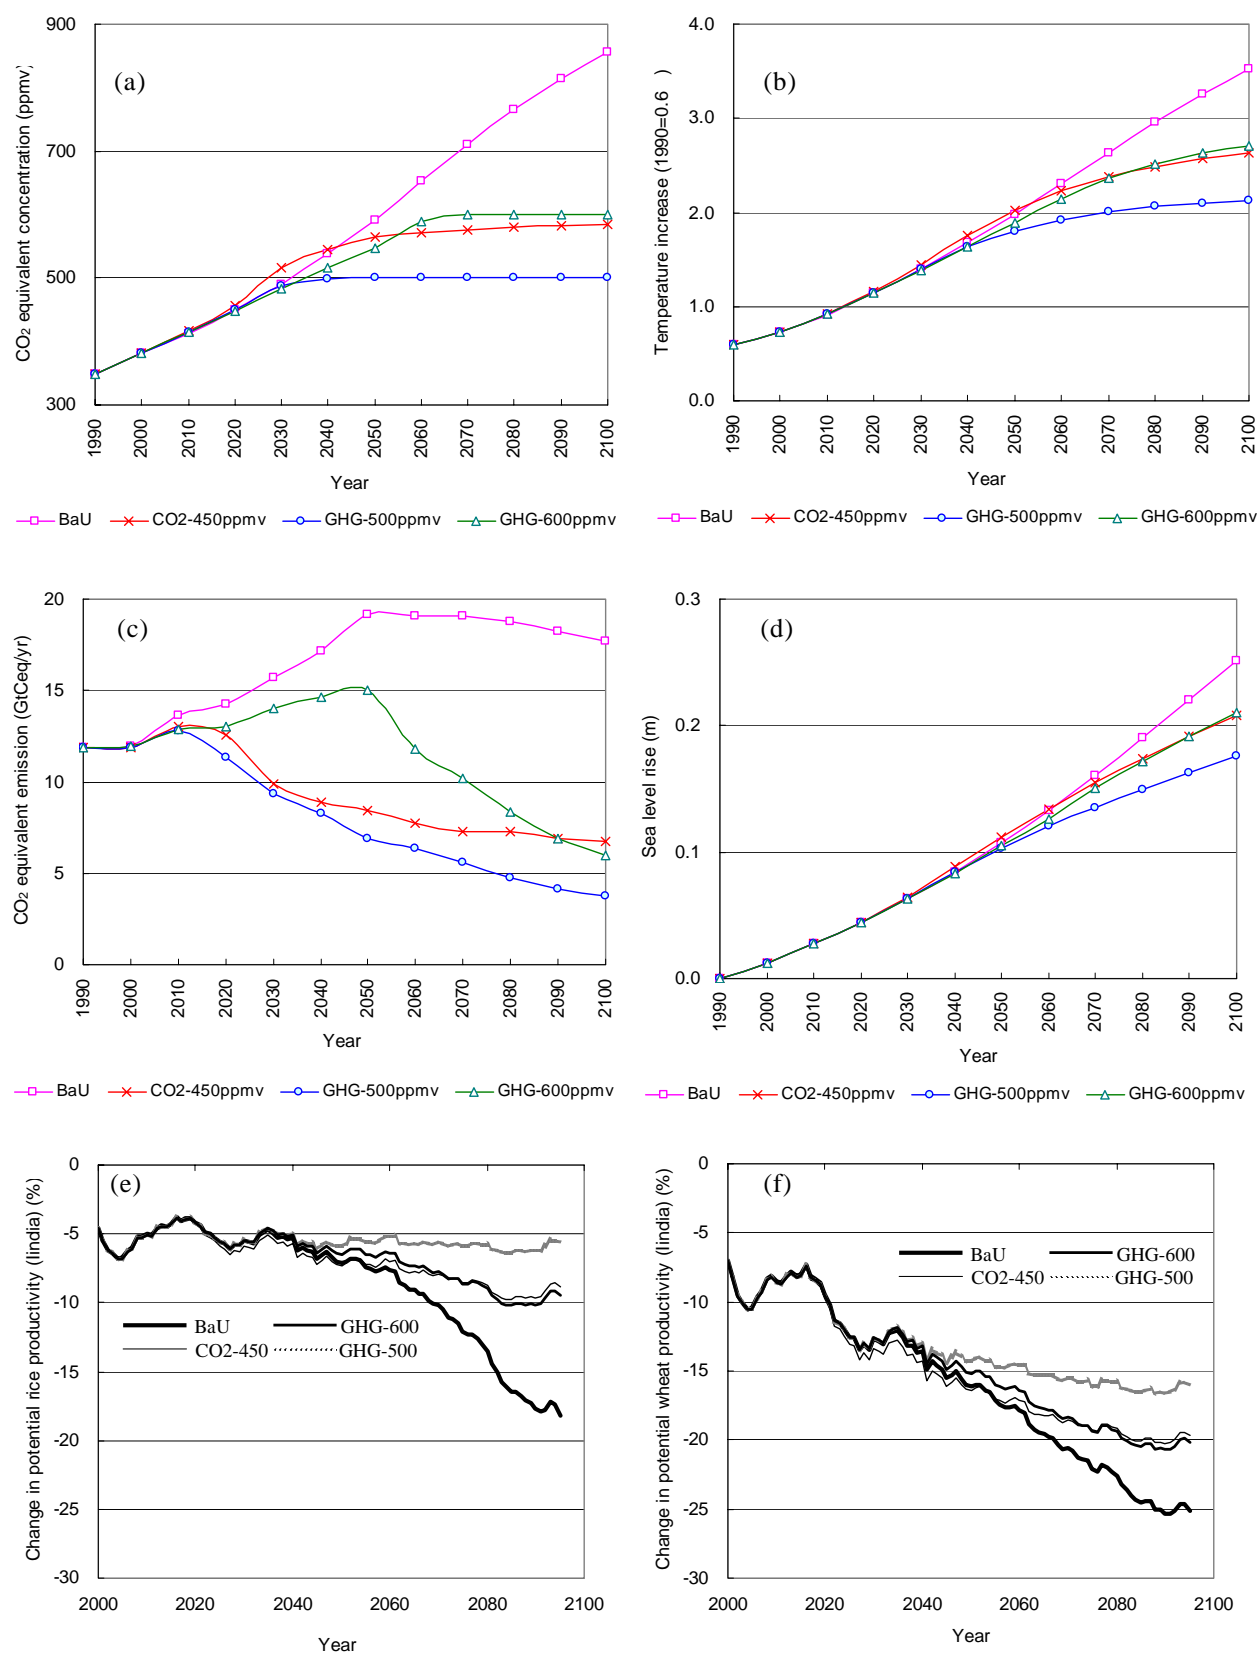 (a)
CO2 equivalent concentration (ppmv)
900
700
500
300
1990 2000 2010 2020 2030 2040 2050 2060 2070 2080 2090 2100
Year
BaU CO2-450ppmv GHG-500ppmv GHG-600ppmv
(b)
Temperature increase (1990=0.6 )
4.0
3.0
2.0
1.0
0.0
1990 2000 2010 2020 2030 2040 2050 2060 2070 2080 2090 2100
Year
BaU CO2-450ppmv GHG-500ppmv GHG-600ppmv
(c)
CO2 equivalent emission (GtCeq/yr)
20
15
10
5
0
1990 2000 2010 2020 2030 2040 2050 2060 2070 2080 2090 2100
Year
BaU CO2-450ppmv GHG-500ppmv GHG-600ppmv
(d)
Sea level rise (m)
0.3
0.2
0.1
0.0
1990 2000 2010 2020 2030 2040 2050 2060 2070 2080 2090 2100
Year
BaU CO2-450ppmv GHG-500ppmv GHG-600ppmv
(e)
Change in potential rice productivity (Iindia) (%)
0
-5
-10
-15
-20
-25
-30
BaU GHG-600
CO2-450 GHG-500
2000 2020 2040 2060 2080 2100
Year
(f)
Change in potential wheat productivity (Iindia) (%)
0
-5
-10
-15
-20
-25
-30
BaU GHG-600
CO2-450 GHG-500
2000 2020 2040 2060 2080 2100
Year